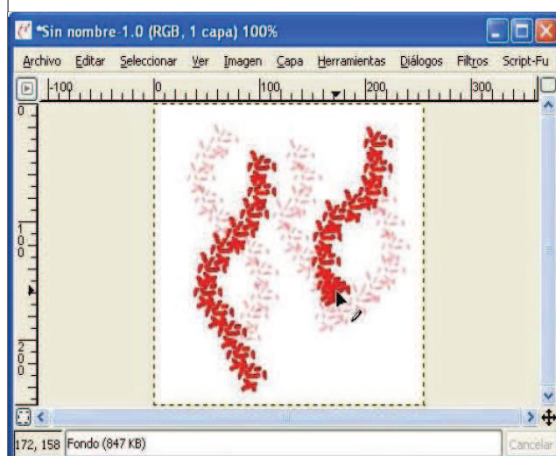 *Sin nombre-1.0 (RGB, 1 capa) 100%
Archivo Editar Seleccionar Ver Imagen Capa Herramientas Diálogos Filtros Script-Fu
-100 0 100 200 300
0
100
200
172, 158 Fondo (847 KB) Cancelar